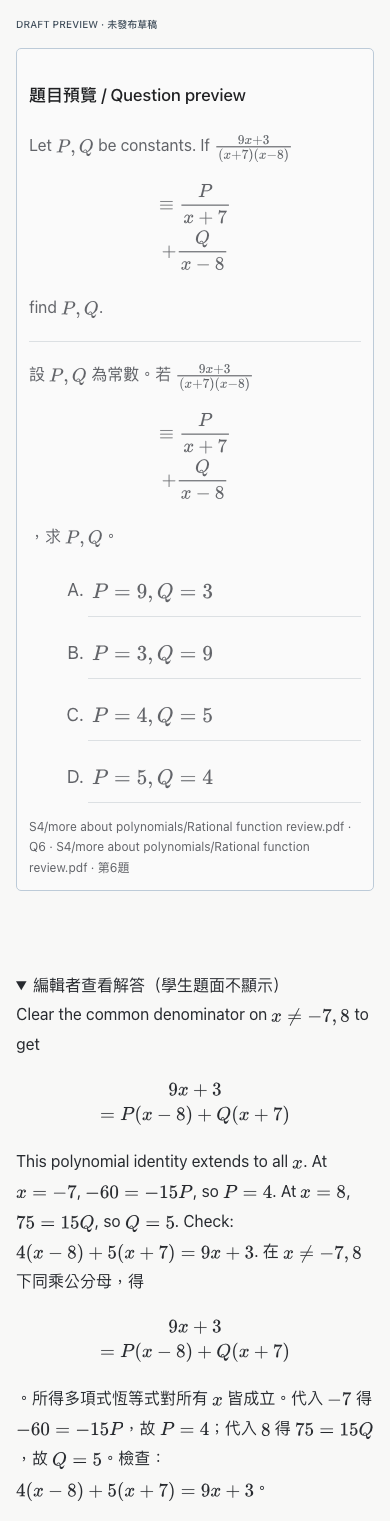 DRAFT PREVIEW · 未發布草稿
題目預覽 / Question preview
Let P, Q be constants. If (9x+3)/((x+7)(x−8))
≡ P/(x + 7)
+ Q/(x − 8)
find P, Q.
設 P, Q 為常數。若 (9x+3)/((x+7)(x−8))
≡ P/(x + 7)
+ Q/(x − 8)
，求 P, Q。
A. P = 9, Q = 3
B. P = 3, Q = 9
C. P = 4, Q = 5
D. P = 5, Q = 4
S4/more about polynomials/Rational function review.pdf ·
Q6 · S4/more about polynomials/Rational function
review.pdf · 第6題
▼ 編輯者查看解答（學生題面不顯示）
Clear the common denominator on x ≠ −7, 8 to
get
9x + 3
= P(x − 8) + Q(x + 7)
This polynomial identity extends to all x. At
x = −7, −60 = −15P, so P = 4. At x = 8,
75 = 15Q, so Q = 5. Check:
4(x − 8) + 5(x + 7) = 9x + 3. 在 x ≠ −7, 8
下同乘公分母，得
9x + 3
= P(x − 8) + Q(x + 7)
。所得多項式恆等式對所有 x 皆成立。代入 −7 得
−60 = −15P，故 P = 4；代入 8 得 75 = 15Q
，故 Q = 5。檢查：
4(x − 8) + 5(x + 7) = 9x + 3。